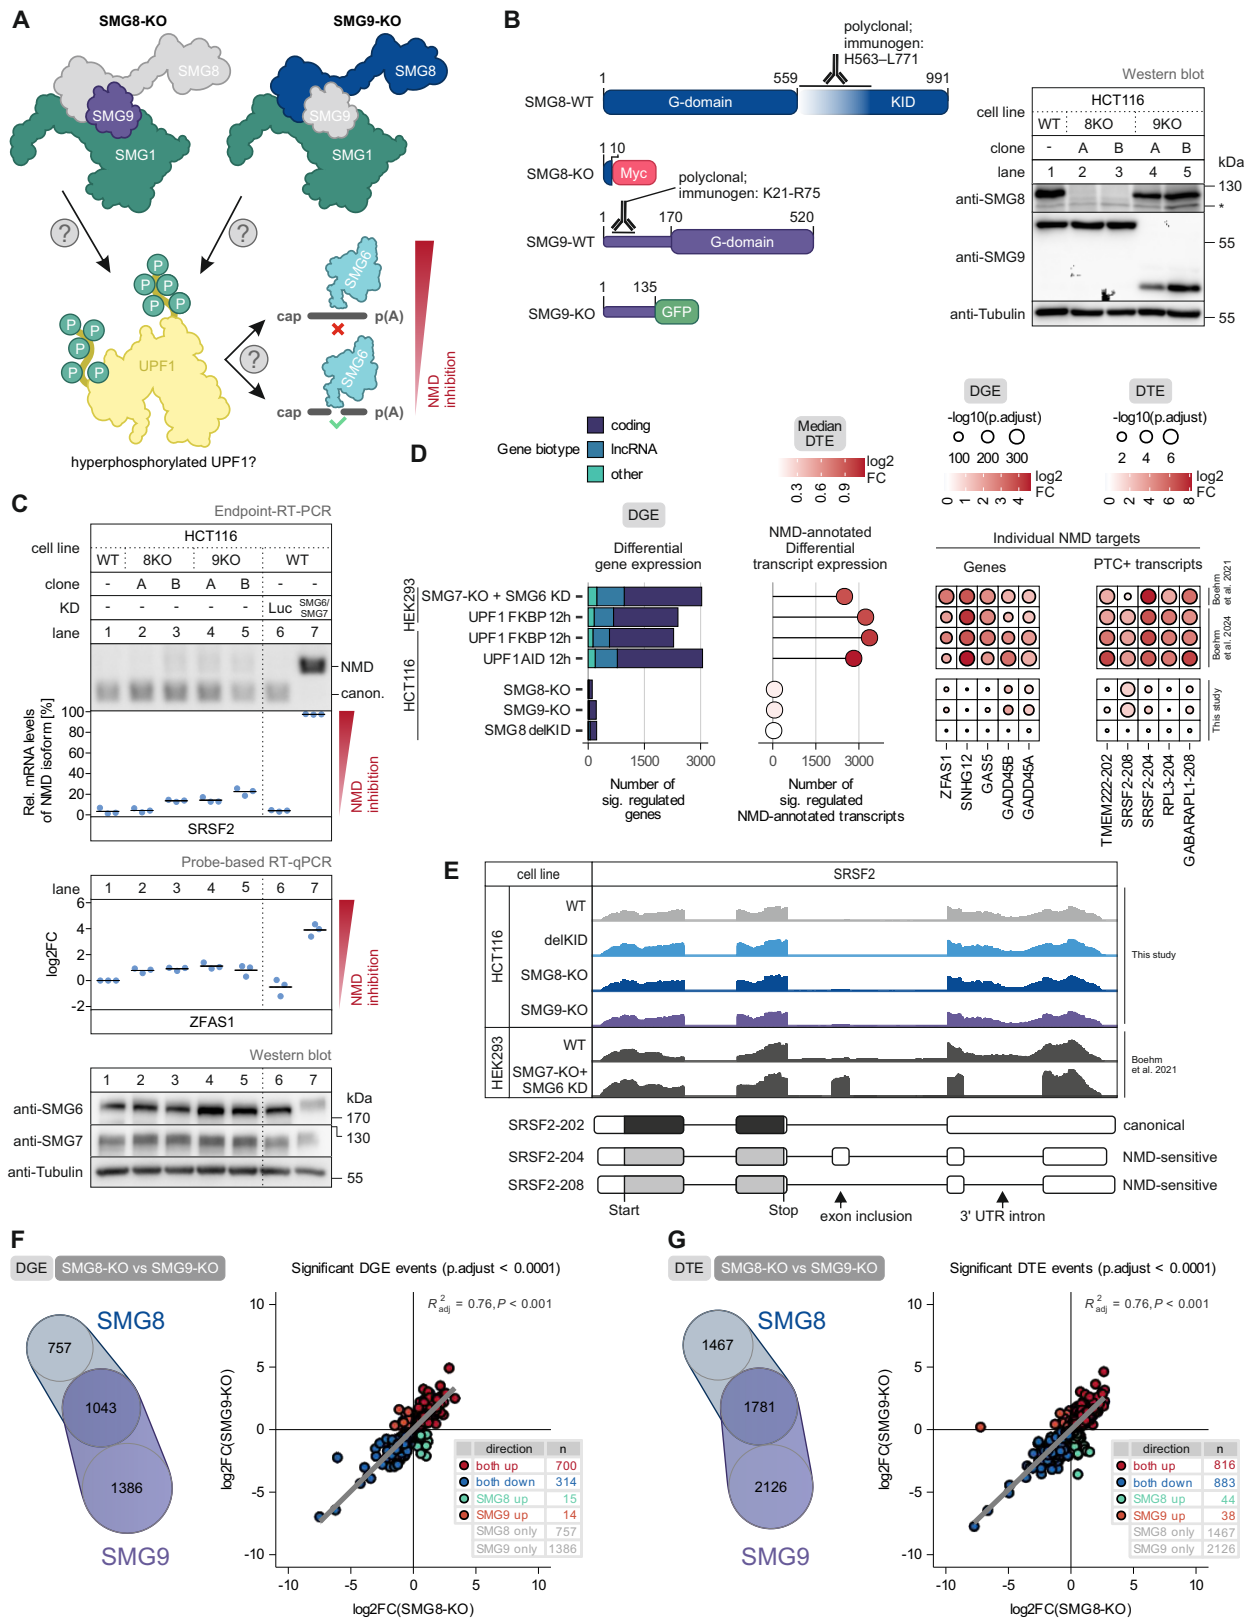 A
SMG8-KO
SMG9-KO
SMG8
SMG9
SMG1
SMG8
SMG9
SMG1
?
?
P
P
P
P
P
P
P
P
P
P
UPF1
?
SMG6
cap
p(A)
SMG6
cap
p(A)
NMD
inhibition
hyperphosphorylated UPF1?
B
polyclonal;
immunogen:
H563–L771
1
559
991
SMG8-WT
G-domain
KID
1 10
SMG8-KO
Myc
polyclonal;
immunogen: K21-R75
1
170
520
SMG9-WT
G-domain
1
135
SMG9-KO
GFP
Western blot
HCT116
cell line
WT
8KO
9KO
clone
-
A
B
A
B
lane
1
2
3
4
5
kDa
anti-SMG8
130
*
anti-SMG9
55
anti-Tubulin
55
C
Endpoint-RT-PCR
HCT116
cell line
WT
8KO
9KO
WT
clone
-
A
B
A
B
-
-
KD
-
-
-
-
-
Luc
SMG6/
SMG7
lane
1
2
3
4
5
6
7
NMD
canon.
Rel. mRNA levels
of NMD isoform [%]
100
80
60
40
20
0
NMD
inhibition
SRSF2
Probe-based RT-qPCR
lane
1
2
3
4
5
6
7
log2FC
6
4
2
0
-2
NMD
inhibition
ZFAS1
Western blot
1
2
3
4
5
6
7
kDa
anti-SMG6
170
anti-SMG7
130
anti-Tubulin
55
D
Gene biotype
coding
lncRNA
other
Median
DTE
log2
FC
0.3
0.6
0.9
DGE
-log10(p.adjust)
100 200 300
log2
FC
0
1
2
3
4
DTE
-log10(p.adjust)
2 4 6
log2
FC
0
2
4
6
8
DGE
Differential
gene expression
NMD-annotated
Differential
transcript expression
Individual NMD targets
Genes
PTC+ transcripts
HEK293
HCT116
SMG7-KO + SMG6 KD
UPF1 FKBP 12h
UPF1 FKBP 12h
UPF1 AID 12h
SMG8-KO
SMG9-KO
SMG8 delKID
Boehm
et al. 2021
Boehm
et al. 2024
This study
0
1500
3000
Number of
sig. regulated
genes
0
1500
3000
Number of
sig. regulated
NMD-annotated transcripts
ZFAS1
SNHG12
GAS5
GADD45B
GADD45A
TMEM222-202
SRSF2-208
SRSF2-204
RPL3-204
GABARAPL1-208
E
cell line
SRSF2
HCT116
WT
delKID
SMG8-KO
SMG9-KO
This study
HEK293
WT
SMG7-KO+
SMG6 KD
Boehm
et al. 2021
SRSF2-202
canonical
SRSF2-204
NMD-sensitive
SRSF2-208
NMD-sensitive
Start
Stop
exon inclusion
3' UTR intron
F
DGE
SMG8-KO vs SMG9-KO
SMG8
757
1043
1386
SMG9
Significant DGE events (p.adjust < 0.0001)
R²adj = 0.76, P < 0.001
log2FC(SMG9-KO)
10
5
0
-5
-10
-10
-5
0
5
10
log2FC(SMG8-KO)
direction n
both up 700
both down 314
SMG8 up 15
SMG9 up 14
SMG8 only 757
SMG9 only 1386
G
DTE
SMG8-KO vs SMG9-KO
SMG8
1467
1781
2126
SMG9
Significant DTE events (p.adjust < 0.0001)
R²adj = 0.76, P < 0.001
log2FC(SMG9-KO)
10
5
0
-5
-10
-10
-5
0
5
10
log2FC(SMG8-KO)
direction n
both up 816
both down 883
SMG8 up 44
SMG9 up 38
SMG8 only 1467
SMG9 only 2126